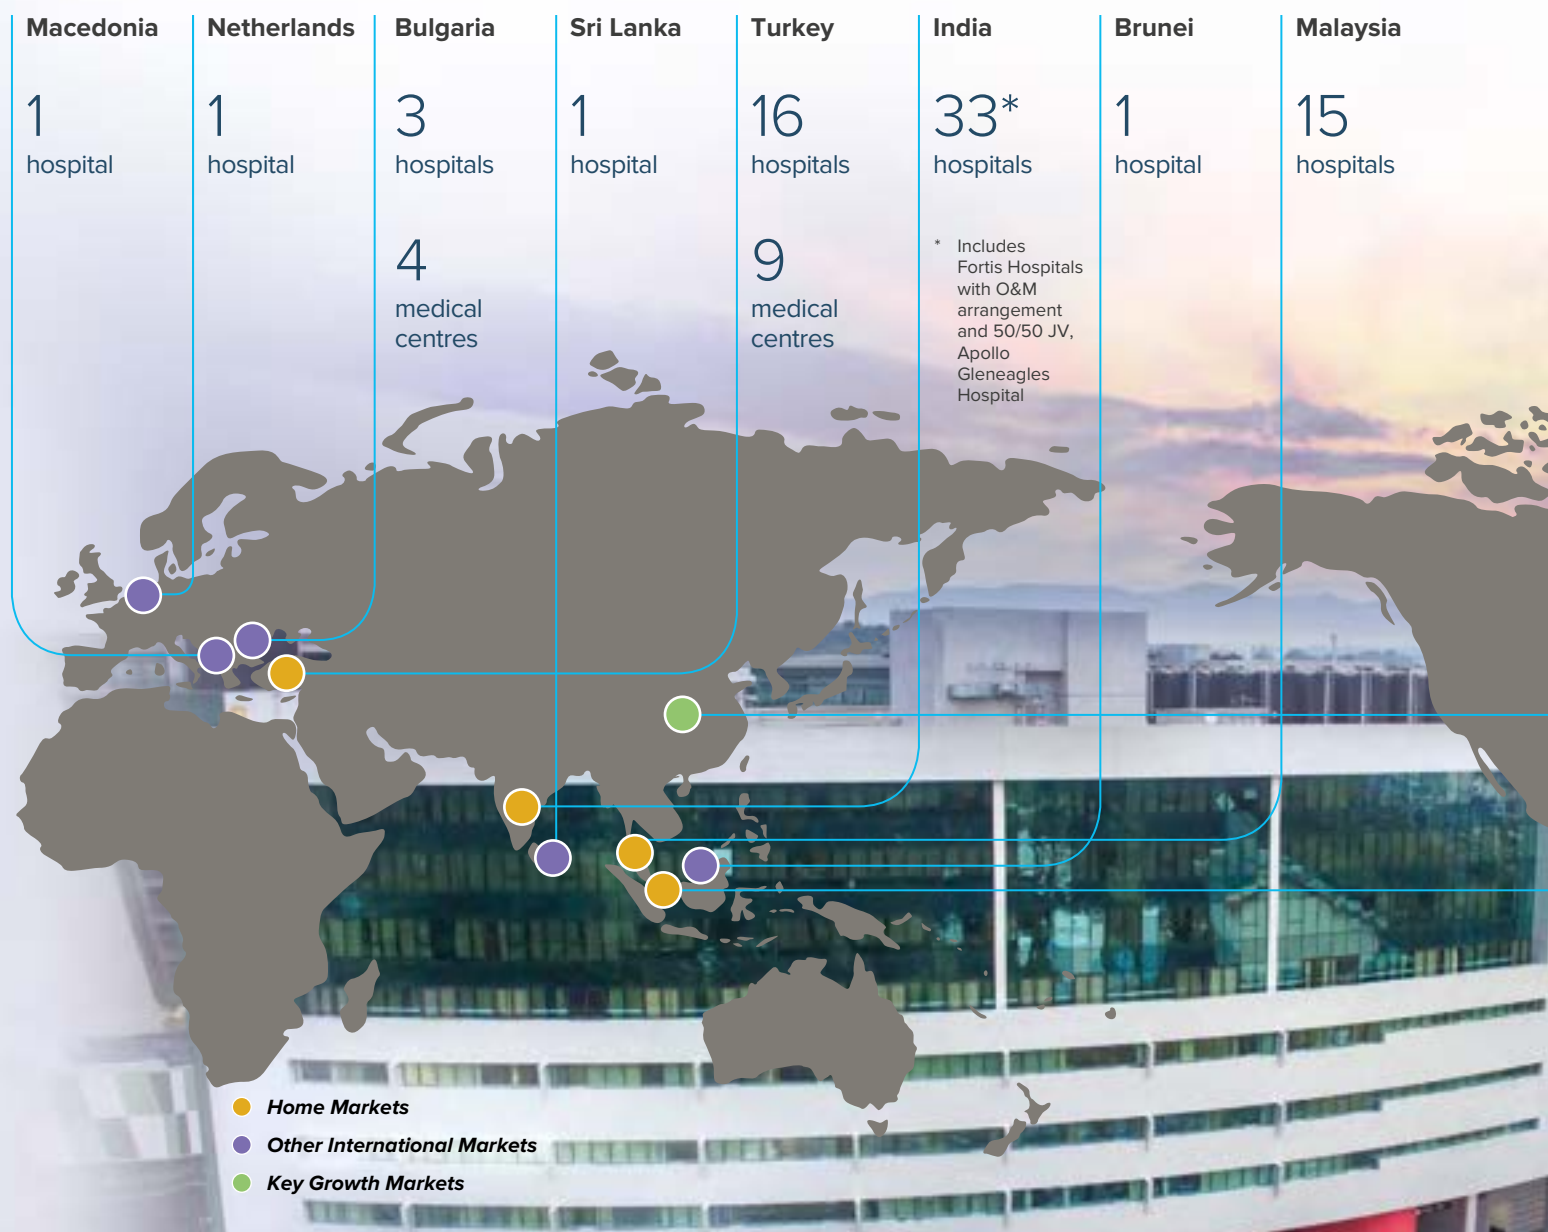 Macedonia
1
hospital
Netherlands
1
hospital
Bulgaria
3
hospitals
4
medical
centres
Sri Lanka
1
hospital
Turkey
16
hospitals
9
medical
centres
India
33*
hospitals
* Includes
Fortis Hospitals
with O&M
arrangement
and 50/50 JV,
Apollo
Gleneagles
Hospital
Brunei
1
hospital
Malaysia
15
hospitals
Home Markets
Other International Markets
Key Growth Markets